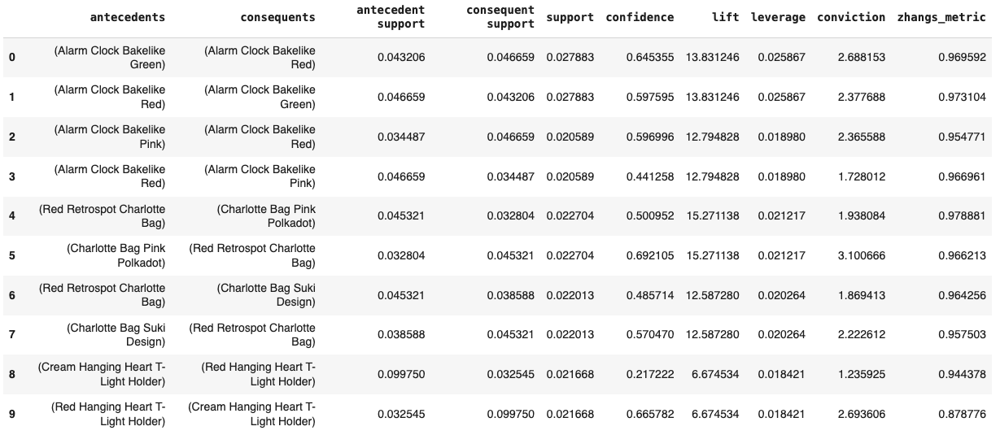 antecedents consequents antecedent support consequent support support confidence lift leverage conviction zhangs_metric
0 (Alarm Clock Bakelike Green) (Alarm Clock Bakelike Red) 0.043206 0.046659 0.027883 0.645355 13.831246 0.025867 2.688153 0.969592
1 (Alarm Clock Bakelike Red) (Alarm Clock Bakelike Green) 0.046659 0.043206 0.027883 0.597595 13.831246 0.025867 2.377688 0.973104
2 (Alarm Clock Bakelike Pink) (Alarm Clock Bakelike Red) 0.034487 0.046659 0.020589 0.596996 12.794828 0.018980 2.365588 0.954771
3 (Alarm Clock Bakelike Red) (Alarm Clock Bakelike Pink) 0.046659 0.034487 0.020589 0.441258 12.794828 0.018980 1.728012 0.966961
4 (Red Retrospot Charlotte Bag) (Charlotte Bag Pink Polkadot) 0.045321 0.032804 0.022704 0.500952 15.271138 0.021217 1.938084 0.978881
5 (Charlotte Bag Pink Polkadot) (Red Retrospot Charlotte Bag) 0.032804 0.045321 0.022704 0.692105 15.271138 0.021217 3.100666 0.966213
6 (Red Retrospot Charlotte Bag) (Charlotte Bag Suki Design) 0.045321 0.038588 0.022013 0.485714 12.587280 0.020264 1.869413 0.964256
7 (Charlotte Bag Suki Design) (Red Retrospot Charlotte Bag) 0.038588 0.045321 0.022013 0.570470 12.587280 0.020264 2.222612 0.957503
8 (Cream Hanging Heart T-Light Holder) (Red Hanging Heart T-Light Holder) 0.099750 0.032545 0.021668 0.217222 6.674534 0.018421 1.235925 0.944378
9 (Red Hanging Heart T-Light Holder) (Cream Hanging Heart T-Light Holder) 0.032545 0.099750 0.021668 0.665782 6.674534 0.018421 2.693606 0.878776